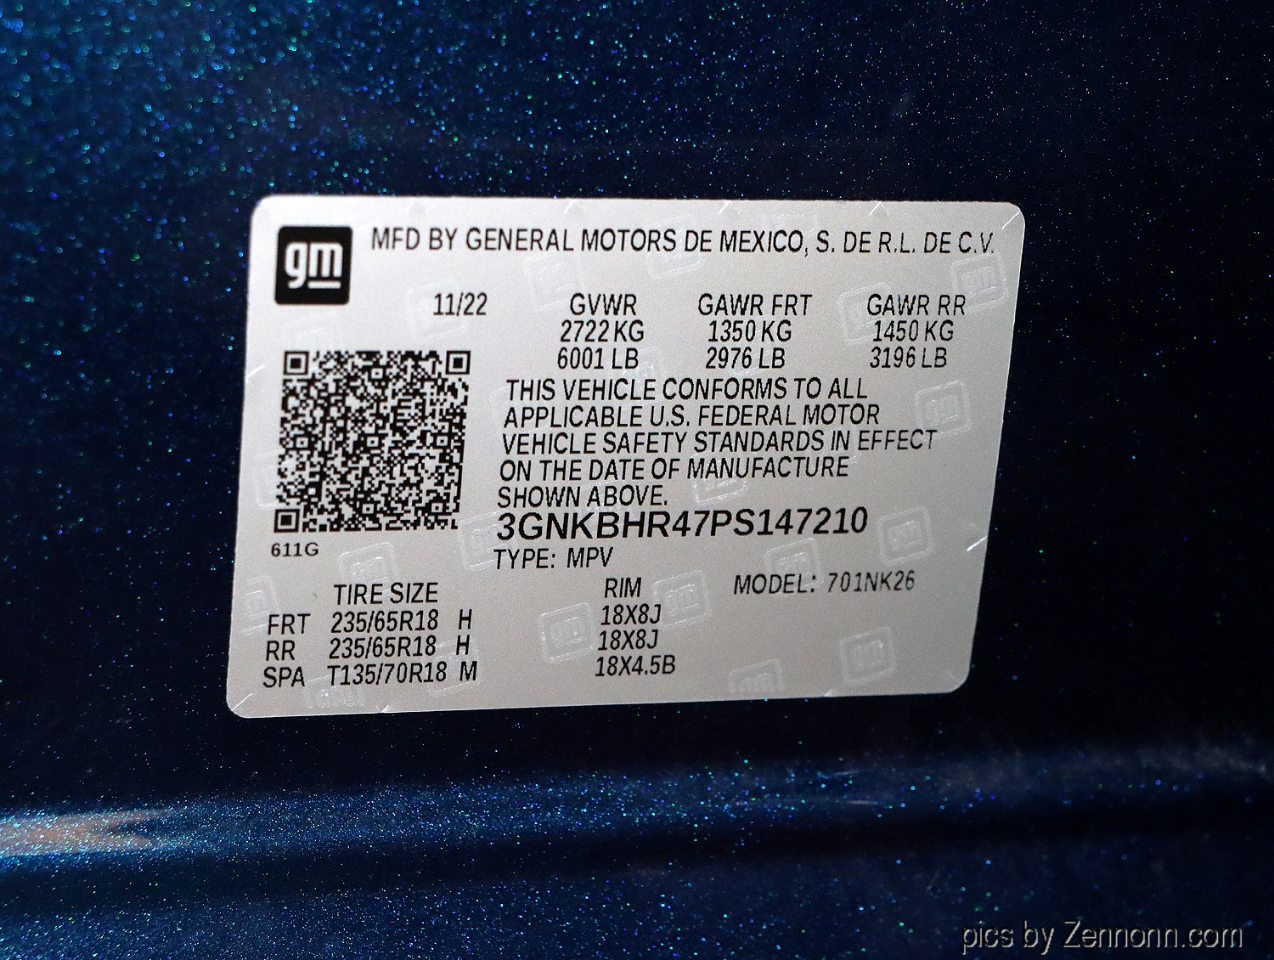 gm MFD BY GENERAL MOTORS DE MEXICO, S. DE R.L. DE C.V.
11/22 GVWR GAWR FRT GAWR RR
2722 KG 1350 KG 1450 KG
6001 LB 2976 LB 3196 LB
THIS VEHICLE CONFORMS TO ALL
APPLICABLE U.S. FEDERAL MOTOR
VEHICLE SAFETY STANDARDS IN EFFECT
ON THE DATE OF MANUFACTURE
SHOWN ABOVE.
3GNKBHR47PS147210
611G
TYPE: MPV
TIRE SIZE RIM MODEL: 701NK26
FRT 235/65R18 H 18X8J
RR 235/65R18 H 18X8J
SPA T135/70R18 M 18X4.5B
pics by Zennonn.com